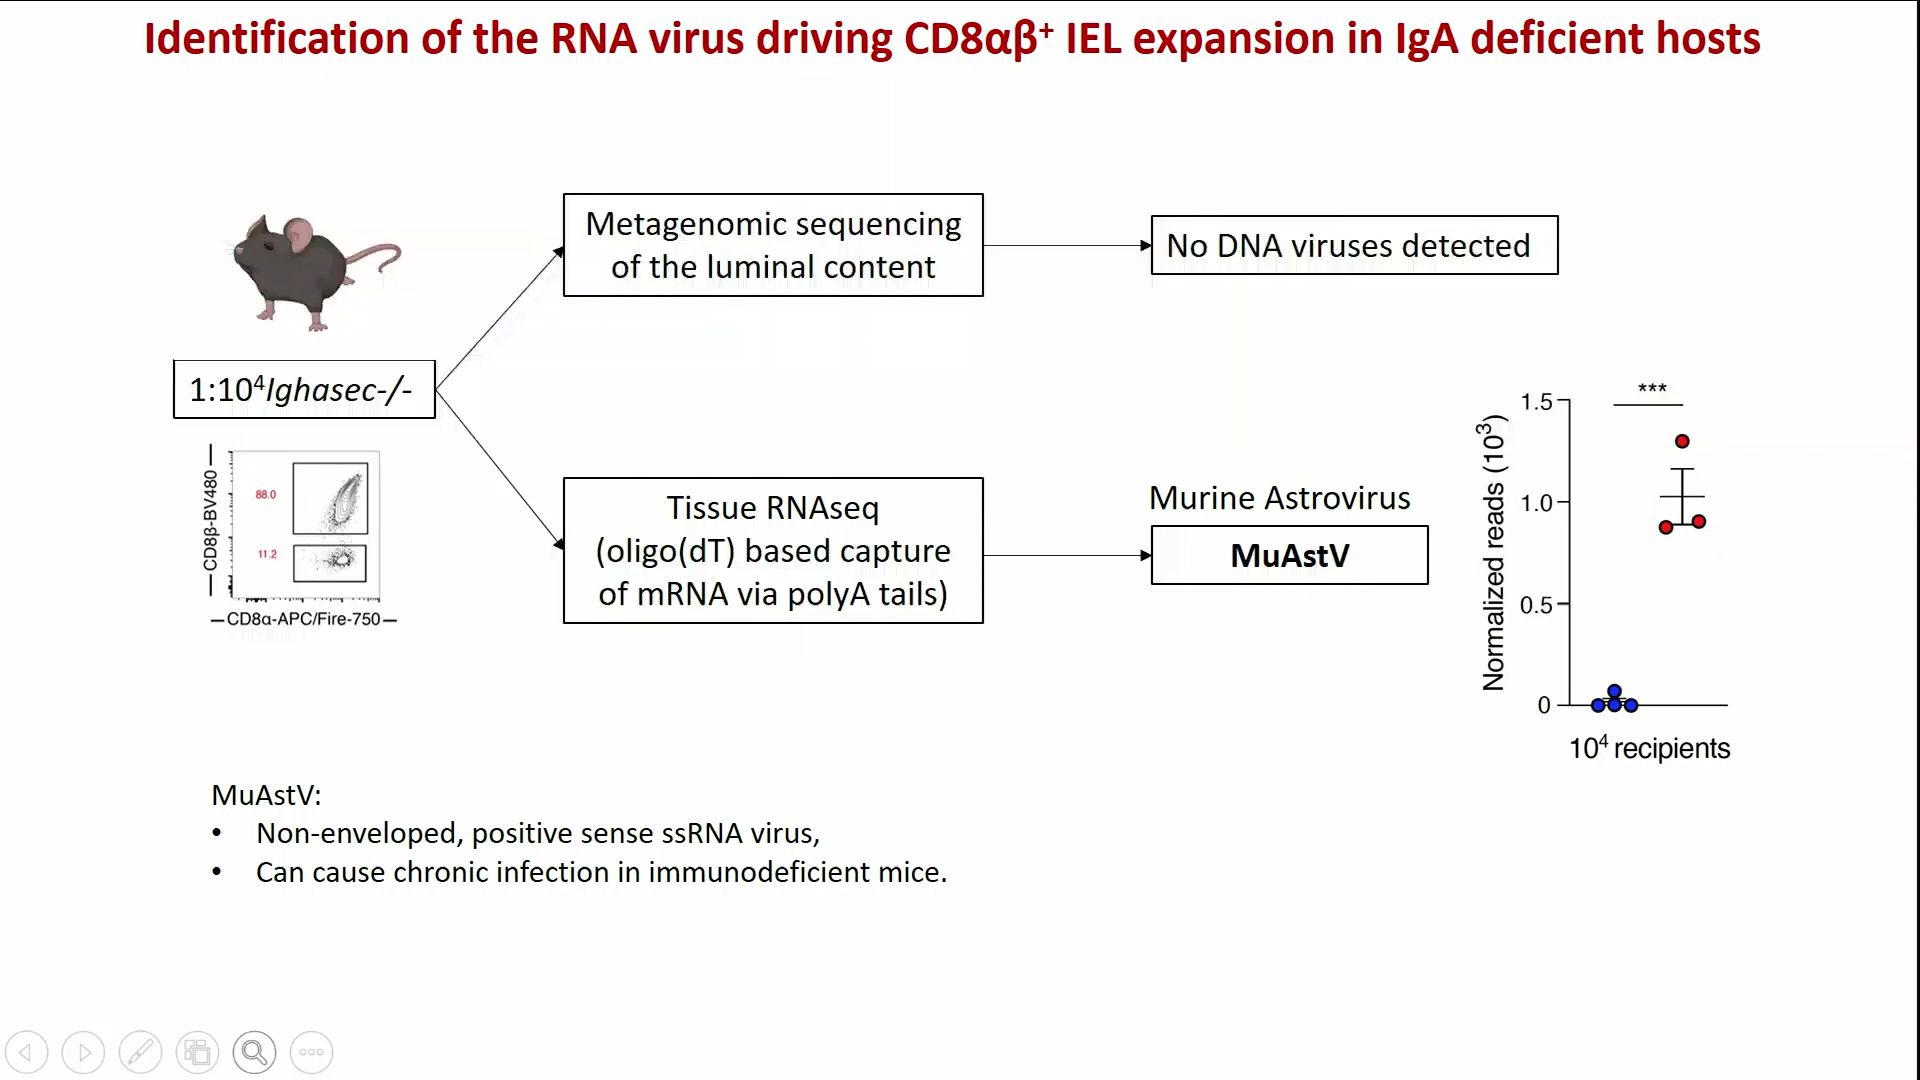 Identification of the RNA virus driving CD8αβ⁺ IEL expansion in IgA deficient hosts
Metagenomic sequencing
of the luminal content
No DNA viruses detected
1:10⁴Ighasec-/-
CD8β-BV480
88.0
11.2
CD8α-APC/Fire-750
Tissue RNAseq
(oligo(dT) based capture
of mRNA via polyA tails)
Murine Astrovirus
MuAstV
***
Normalized reads (10³)
1.5
1.0
0.5
0
10⁴ recipients
MuAstV:
• Non-enveloped, positive sense ssRNA virus,
• Can cause chronic infection in immunodeficient mice.